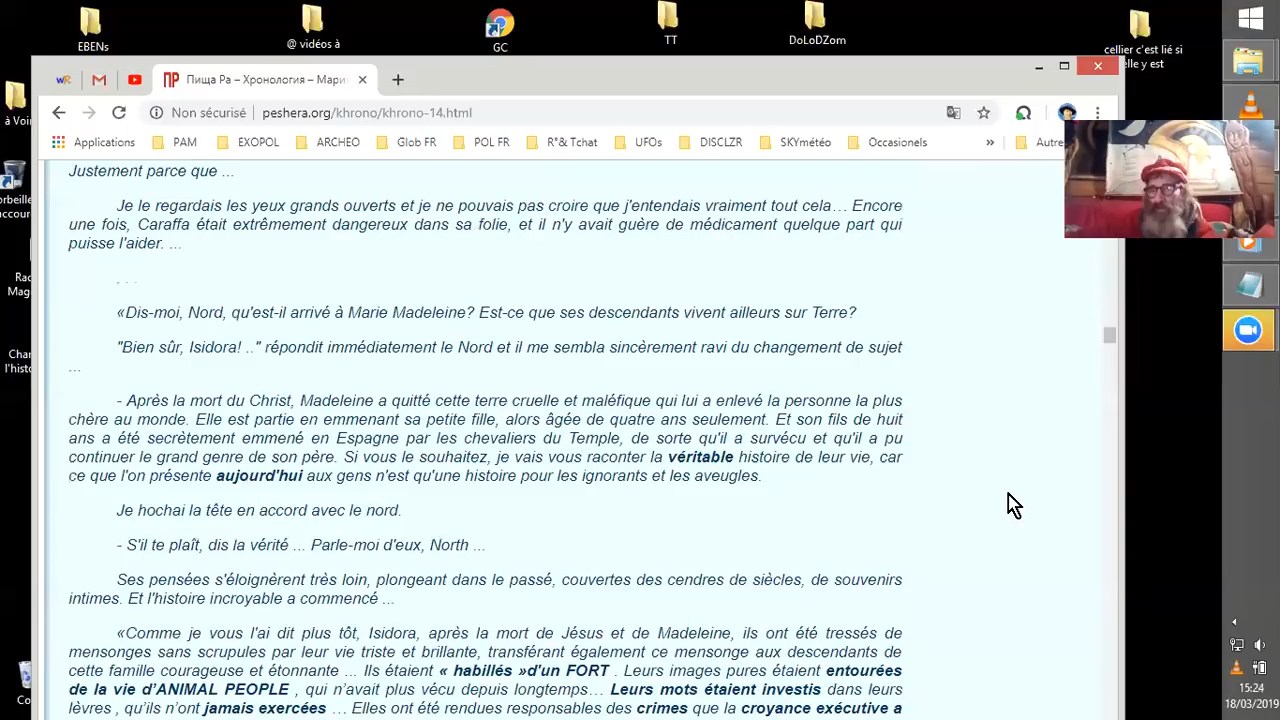 EBENs
@ vidéos à
GC
TT
DoLoDZom
cellier c'est lié si
elle y est
Пища Ра – Хронология – Мари
Non sécurisé
peshera.org/khrono/khrono-14.html
Applications
PAM
EXOPOL
ARCHEO
Glob FR
POL FR
R°& Tchat
UFOs
DISCLZR
SKYmétéo
Occasionels
»
Autre
à Voir
orbeille
accour
Rac
Mag
Char
l'histo
Co
Justement parce que ...
Je le regardais les yeux grands ouverts et je ne pouvais pas croire que j'entendais vraiment tout cela… Encore
une fois, Caraffa était extrêmement dangereux dans sa folie, et il n'y avait guère de médicament quelque part qui
puisse l'aider. ...
. . .
«Dis-moi, Nord, qu'est-il arrivé à Marie Madeleine? Est-ce que ses descendants vivent ailleurs sur Terre?
"Bien sûr, Isidora! .." répondit immédiatement le Nord et il me sembla sincèrement ravi du changement de sujet
...
- Après la mort du Christ, Madeleine a quitté cette terre cruelle et maléfique qui lui a enlevé la personne la plus
chère au monde. Elle est partie en emmenant sa petite fille, alors âgée de quatre ans seulement. Et son fils de huit
ans a été secrètement emmené en Espagne par les chevaliers du Temple, de sorte qu'il a survécu et qu'il a pu
continuer le grand genre de son père. Si vous le souhaitez, je vais vous raconter la véritable histoire de leur vie, car
ce que l'on présente aujourd'hui aux gens n'est qu'une histoire pour les ignorants et les aveugles.
Je hochai la tête en accord avec le nord.
- S'il te plaît, dis la vérité ... Parle-moi d'eux, North ...
Ses pensées s'éloignèrent très loin, plongeant dans le passé, couvertes des cendres de siècles, de souvenirs
intimes. Et l'histoire incroyable a commencé ...
«Comme je vous l'ai dit plus tôt, Isidora, après la mort de Jésus et de Madeleine, ils ont été tressés de
mensonges sans scrupules par leur vie triste et brillante, transférant également ce mensonge aux descendants de
cette famille courageuse et étonnante ... Ils étaient « habillés »d'un FORT . Leurs images pures étaient entourées
de la vie d'ANIMAL PEOPLE , qui n'avait plus vécu depuis longtemps… Leurs mots étaient investis dans leurs
lèvres , qu'ils n'ont jamais exercées … Elles ont été rendues responsables des crimes que la croyance exécutive a
15:24
18/03/2019